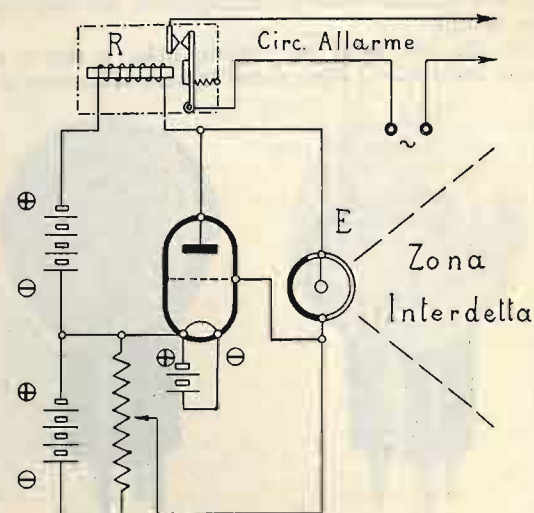 R
Circ. Allarme
~
⊕
E
Zona
Interdetta
⊖
⊕
⊖
⊕
⊖